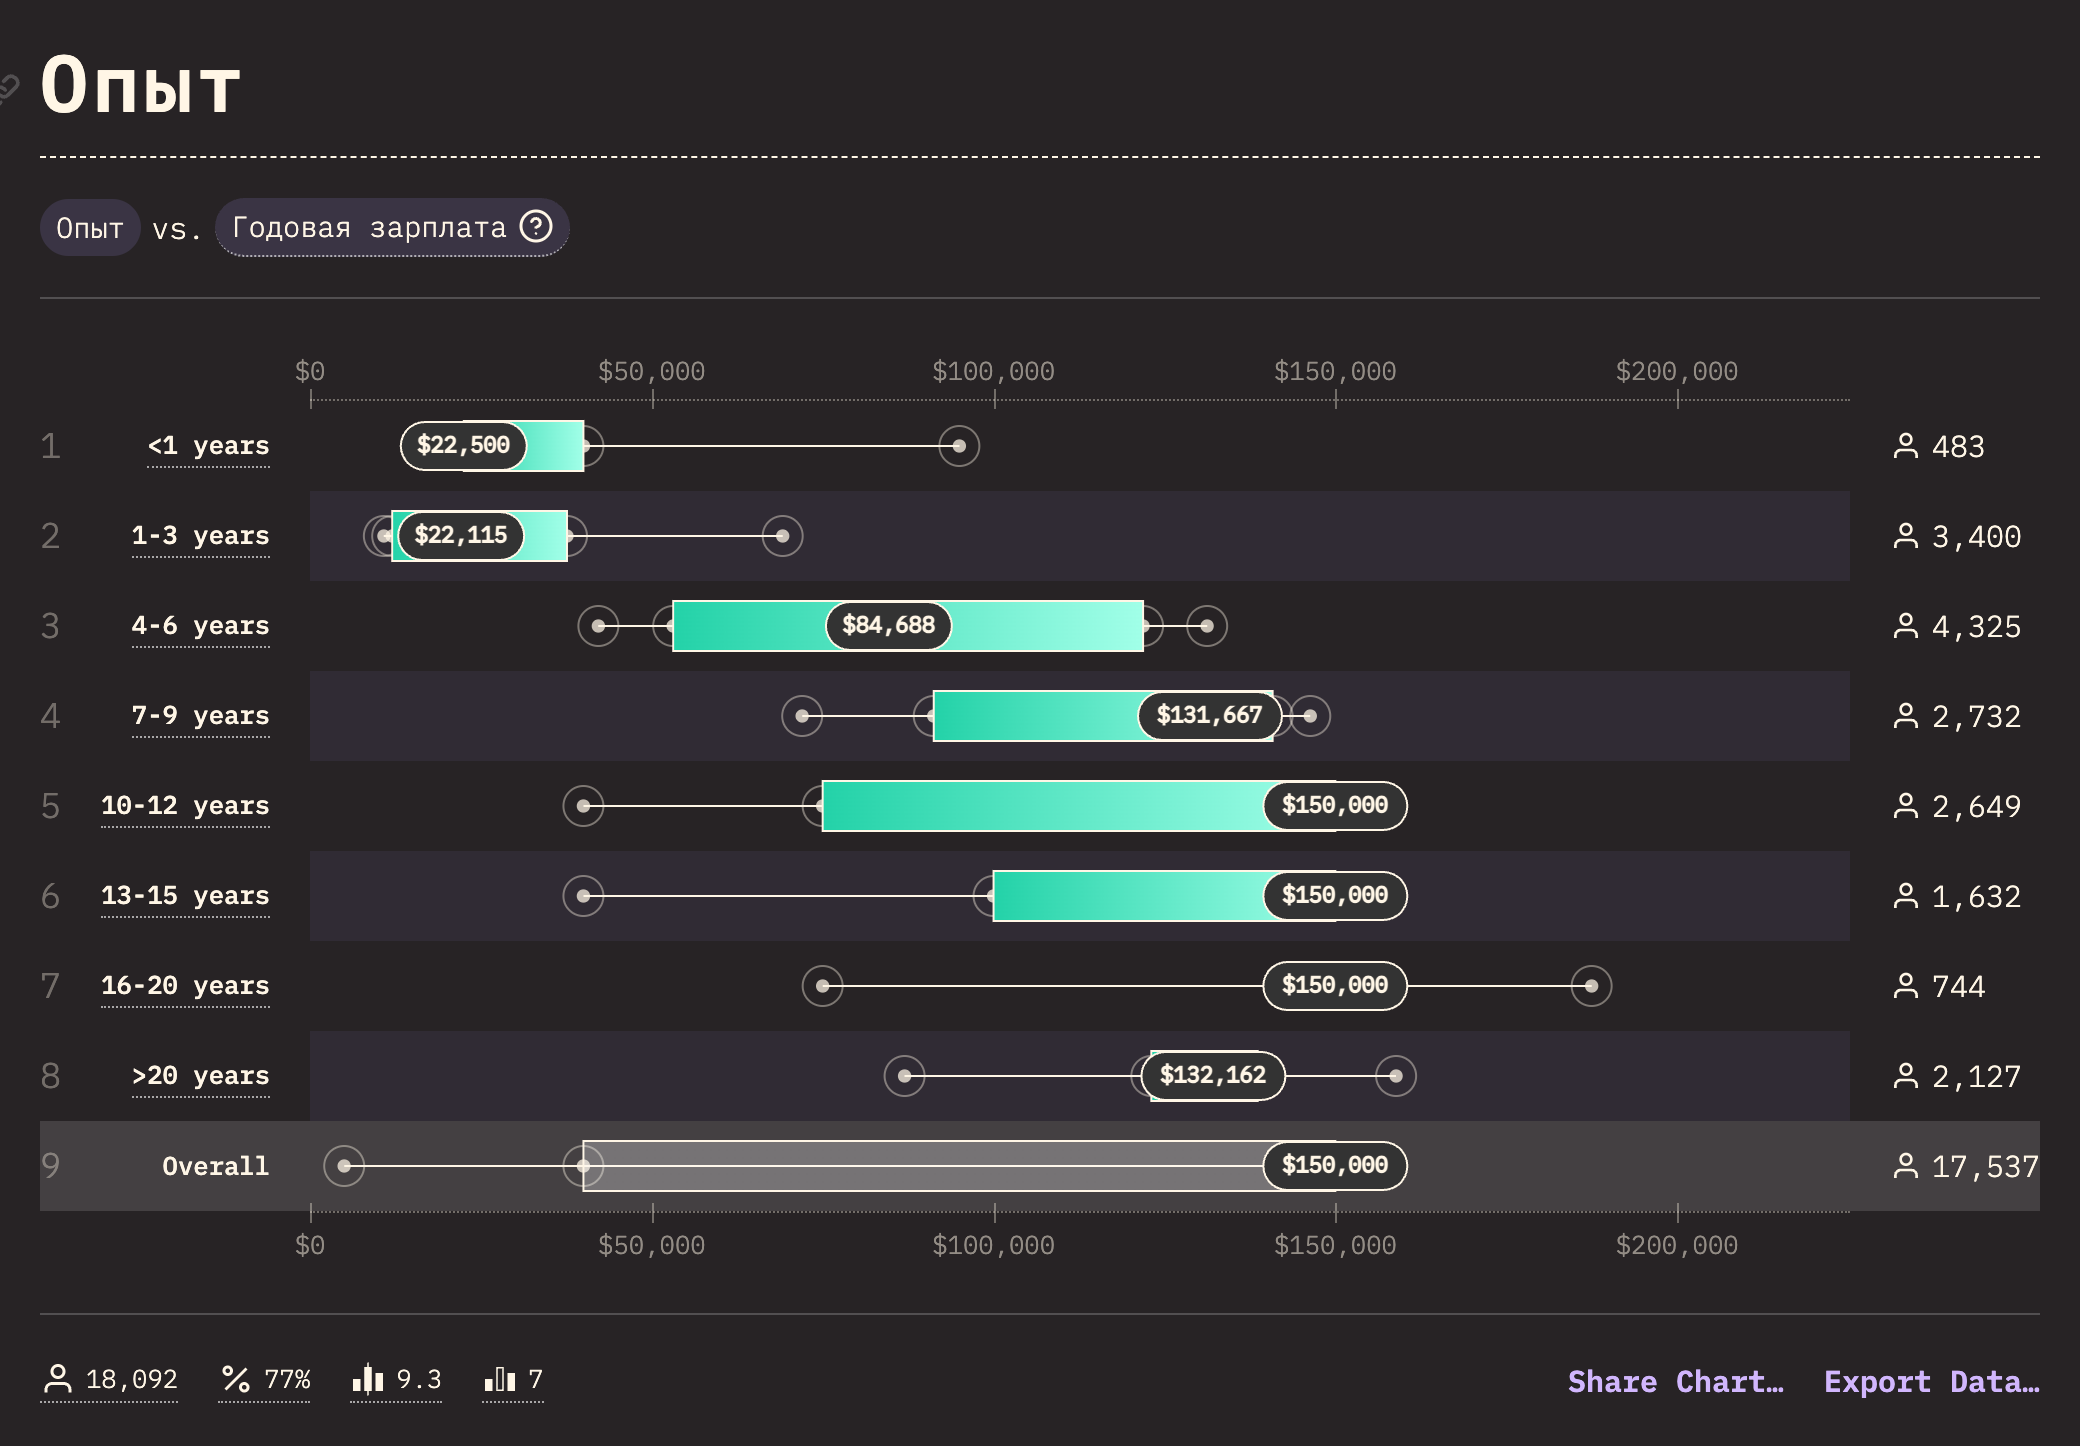 Опыт
Опыт vs. Годовая зарплата ?
$0 $50,000 $100,000 $150,000 $200,000
1 <1 years $22,500 483
2 1-3 years $22,115 3,400
3 4-6 years $84,688 4,325
4 7-9 years $131,667 2,732
5 10-12 years $150,000 2,649
6 13-15 years $150,000 1,632
7 16-20 years $150,000 744
8 >20 years $132,162 2,127
9 Overall $150,000 17,537
$0 $50,000 $100,000 $150,000 $200,000
18,092 77% 9.3 7 Share Chart… Export Data…